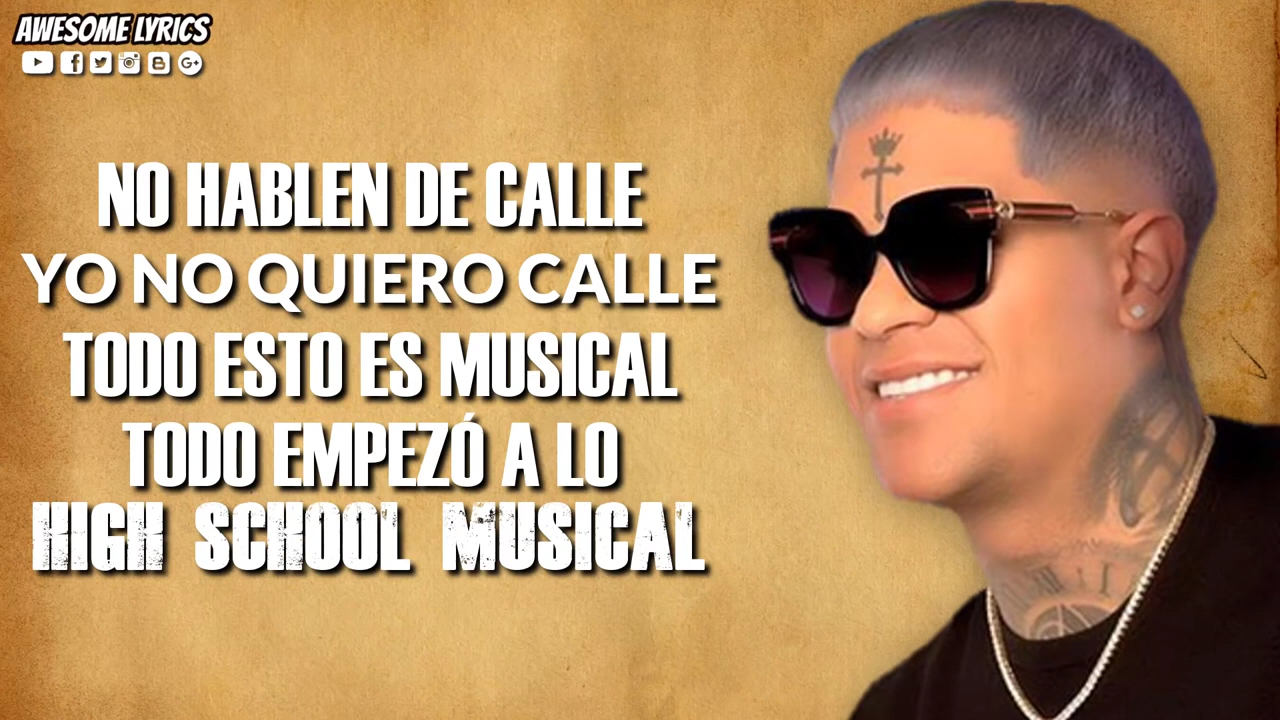 AWESOME LYRICS
NO HABLEN DE CALLE
YO NO QUIERO CALLE
TODO ESTO ES MUSICAL
TODO EMPEZÓ A LO
HIGH SCHOOL MUSICAL